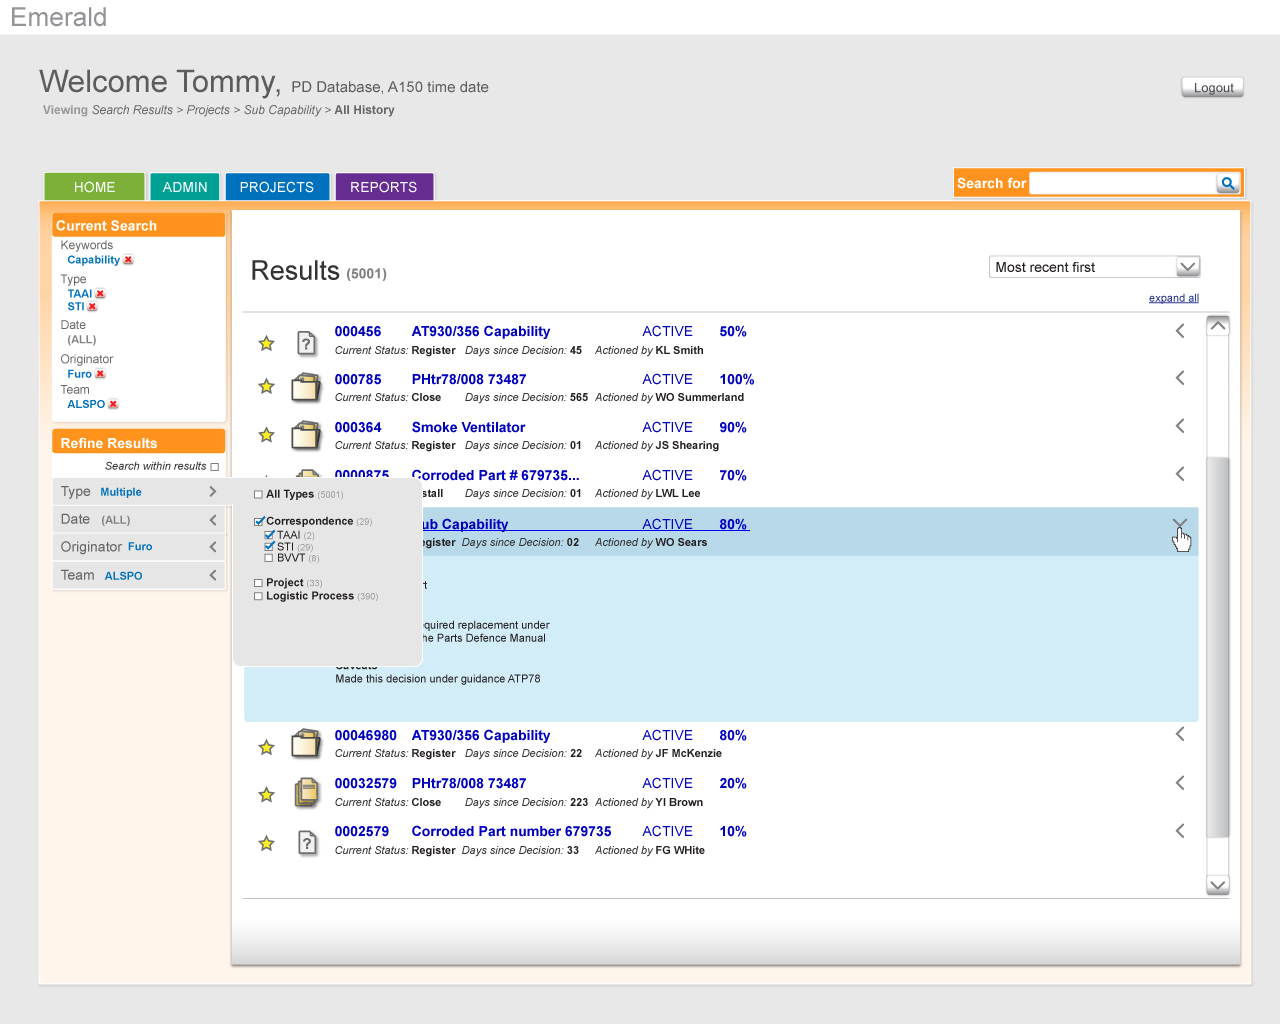 Emerald
Welcome Tommy, PD Database, A150 time date
Logout
Viewing Search Results > Projects > Sub Capability > All History
HOME ADMIN PROJECTS REPORTS
Search for
Current Search
Keywords
Capability
Type
TAAI
STI
Date
(ALL)
Originator
Furo
Team
ALSPO
Refine Results
Search within results
Type Multiple
Date (ALL)
Originator Furo
Team ALSPO
All Types (5001)
Correspondence (29)
TAAI (2)
STI (29)
BVVT (8)
Project (33)
Logistic Process (390)
Results (5001)
Most recent first
expand all
000456 AT930/356 Capability ACTIVE 50%
Current Status: Register Days since Decision: 45 Actioned by KL Smith
000785 PHtr78/008 73487 ACTIVE 100%
Current Status: Close Days since Decision: 565 Actioned by WO Summerland
000364 Smoke Ventilator ACTIVE 90%
Current Status: Register Days since Decision: 01 Actioned by JS Shearing
0000875 Corroded Part # 679735... ACTIVE 70%
stall Days since Decision: 01 Actioned by LWL Lee
ub Capability ACTIVE 80%
egister Days since Decision: 02 Actioned by WO Sears
rt
quired replacement under
he Parts Defence Manual
Caveats
Made this decision under guidance ATP78
00046980 AT930/356 Capability ACTIVE 80%
Current Status: Register Days since Decision: 22 Actioned by JF McKenzie
00032579 PHtr78/008 73487 ACTIVE 20%
Current Status: Close Days since Decision: 223 Actioned by YI Brown
0002579 Corroded Part number 679735 ACTIVE 10%
Current Status: Register Days since Decision: 33 Actioned by FG WHite